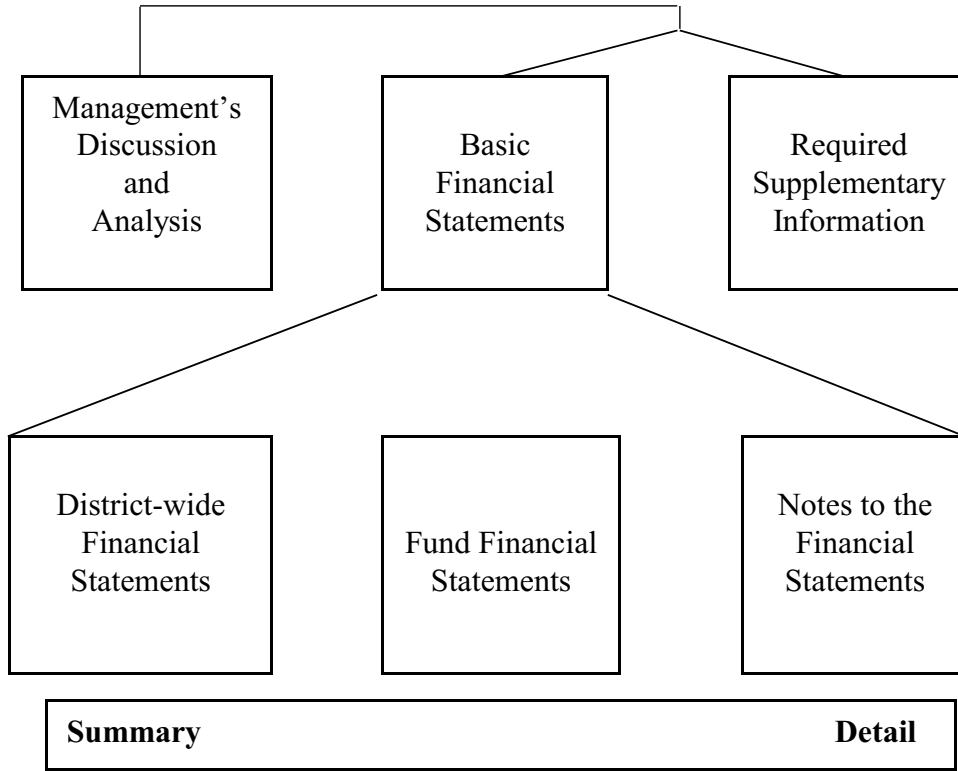 Management’s
Discussion
and
Analysis
Basic
Financial
Statements
Required
Supplementary
Information
District-wide
Financial
Statements
Fund Financial
Statements
Notes to the
Financial
Statements
Summary Detail